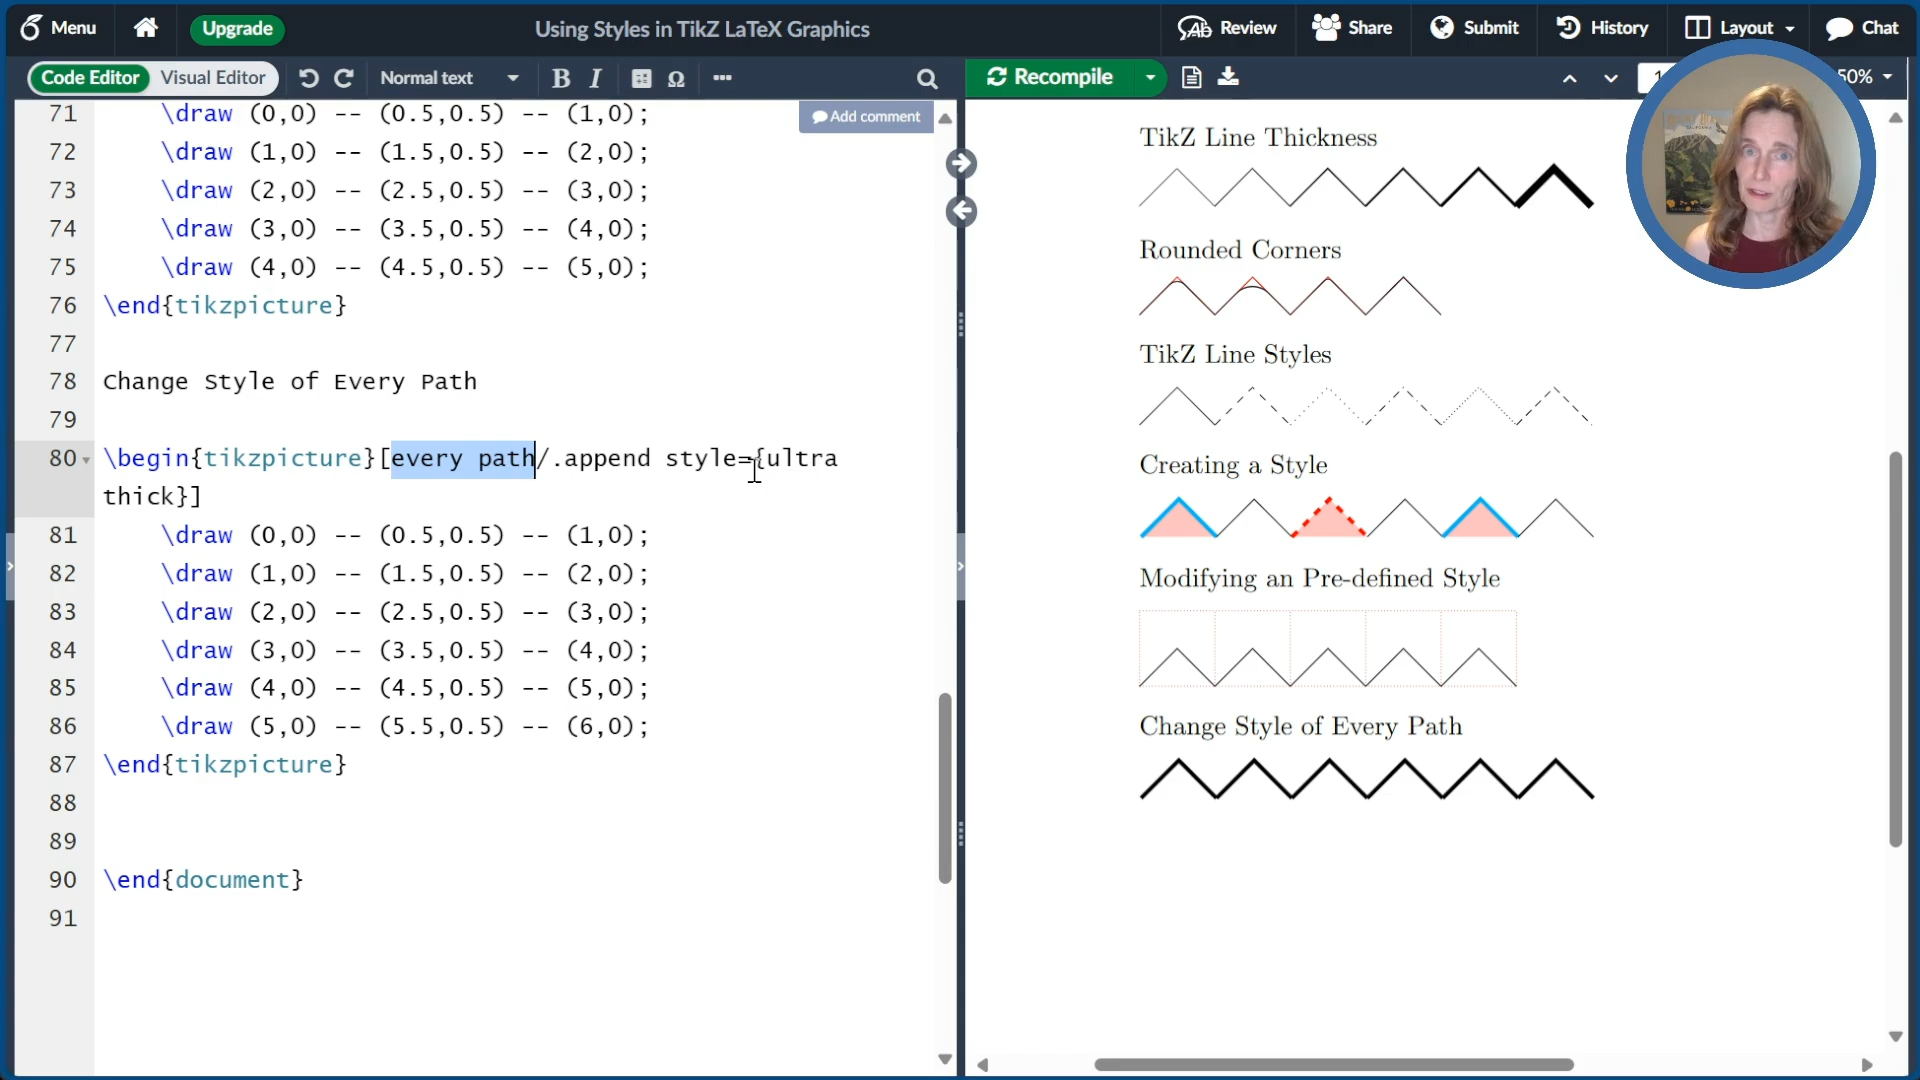 Menu
Upgrade
Using Styles in TikZ LaTeX Graphics
Review
Share
Submit
History
Layout
Chat
Code Editor
Visual Editor
Normal text
B
I
Ω
Recompile
50%
Add comment
71 \draw (0,0) -- (0.5,0.5) -- (1,0);
72 \draw (1,0) -- (1.5,0.5) -- (2,0);
73 \draw (2,0) -- (2.5,0.5) -- (3,0);
74 \draw (3,0) -- (3.5,0.5) -- (4,0);
75 \draw (4,0) -- (4.5,0.5) -- (5,0);
76 \end{tikzpicture}
77
78 Change Style of Every Path
79
80 \begin{tikzpicture}[every path/.append style={ultra
thick}]
81 \draw (0,0) -- (0.5,0.5) -- (1,0);
82 \draw (1,0) -- (1.5,0.5) -- (2,0);
83 \draw (2,0) -- (2.5,0.5) -- (3,0);
84 \draw (3,0) -- (3.5,0.5) -- (4,0);
85 \draw (4,0) -- (4.5,0.5) -- (5,0);
86 \draw (5,0) -- (5.5,0.5) -- (6,0);
87 \end{tikzpicture}
88
89
90 \end{document}
91
TikZ Line Thickness
Rounded Corners
TikZ Line Styles
Creating a Style
Modifying an Pre-defined Style
Change Style of Every Path